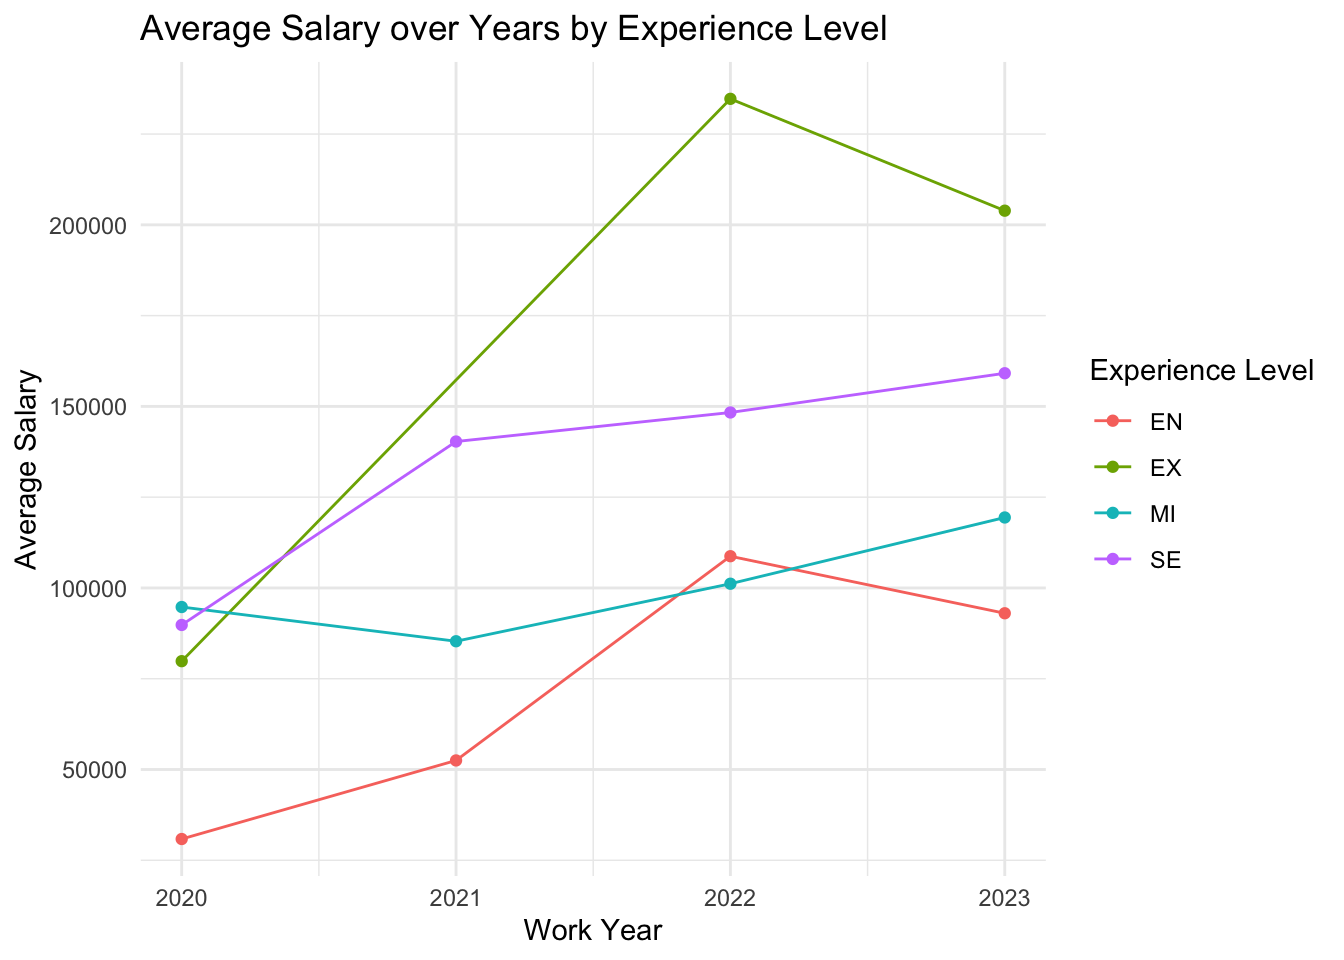 Average Salary over Years by Experience Level
200000
150000
100000
50000
Average Salary
2020 2021 2022 2023
Work Year
Experience Level
EN
EX
MI
SE